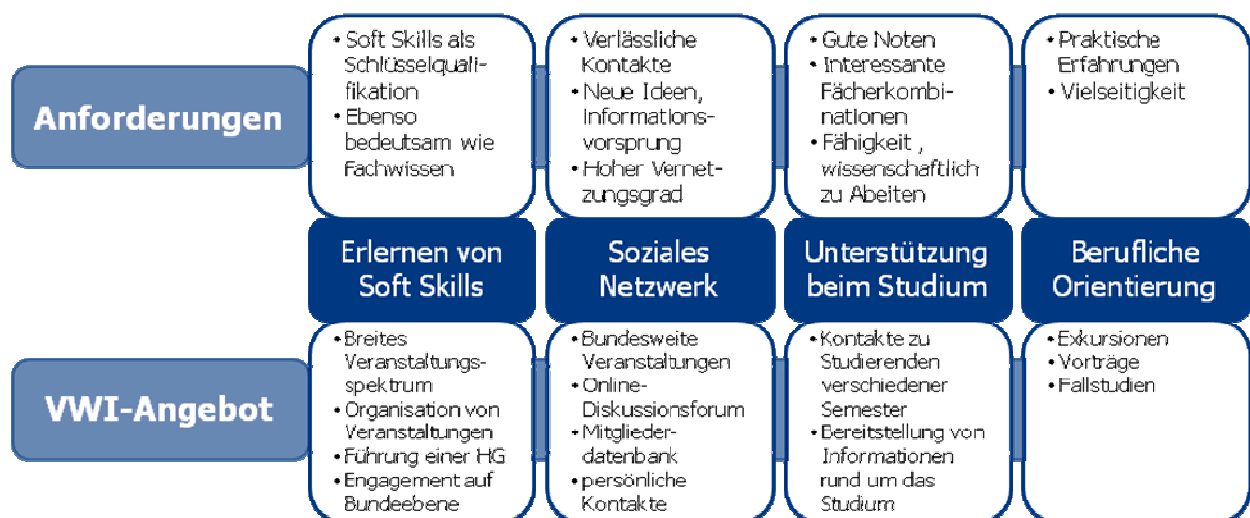 Anforderungen
• Soft Skills als
Schlüsselquali-
fikation
• Ebenso
bedeutsam wie
Fachwissen
• Verlässliche
Kontakte
• Neue Ideen,
Informations-
vorsprung
• Hoher Vernet-
zungsgrad
• Gute Noten
• Interessante
Fächerkombi-
nationen
• Fähigkeit ,
wissenschaftlich
zu Abeiten
• Praktische
Erfahrungen
• Vielseitigkeit
Erlernen von
Soft Skills
Soziales
Netzwerk
Unterstützung
beim Studium
Berufliche
Orientierung
VWI-Angebot
• Breites
Veranstaltungs-
spektrum
• Organisation von
Veranstaltungen
• Führung einer HG
• Engagement auf
Bundeebene
• Bundesweite
Veranstaltungen
• Online-
Diskussionsforum
• Mitglieder-
datenbank
• persönliche
Kontakte
• Kontakte zu
Studierenden
verschiedener
Semester
• Bereitstellung von
Informationen
rund um das
Studium
• Exkursionen
• Vorträge
• Fallstudien